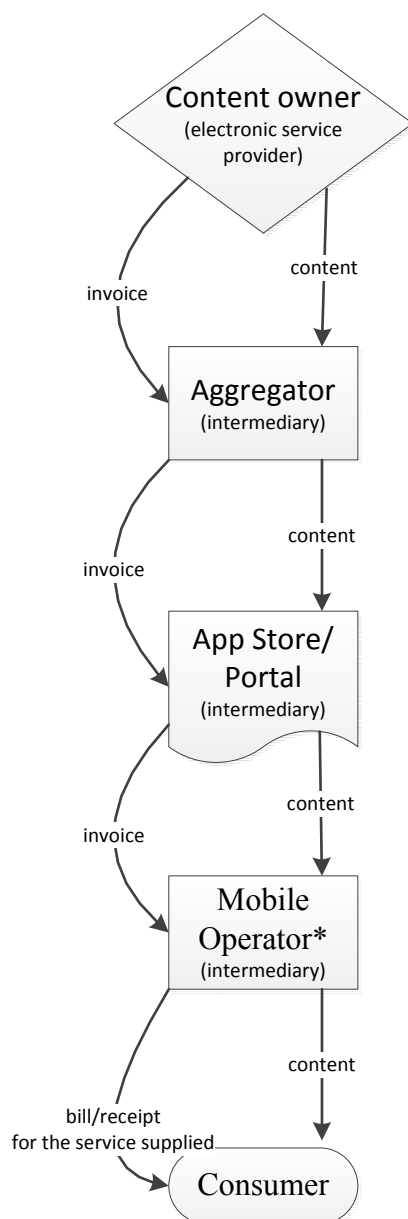 Content owner
(electronic service
provider)
content
invoice
Aggregator
(intermediary)
content
invoice
App Store/
Portal
(intermediary)
content
invoice
Mobile
Operator*
(intermediary)
content
bill/receipt
for the service supplied
Consumer